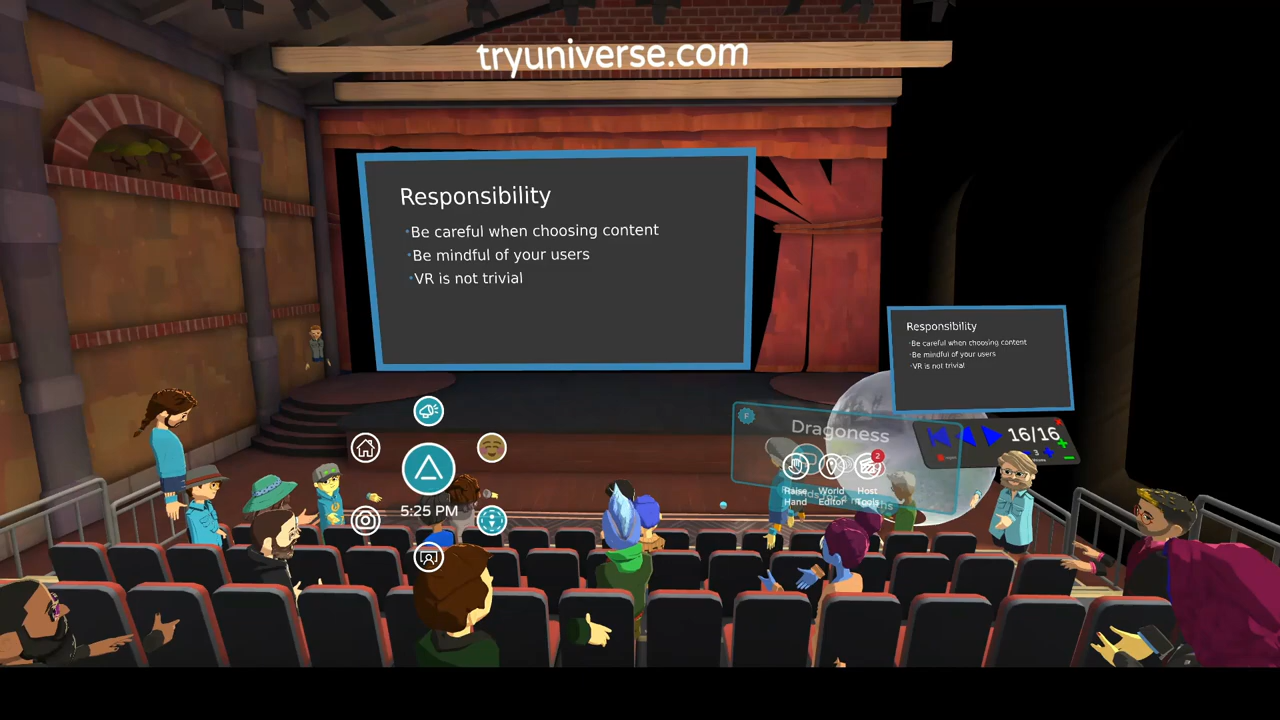 tryuniverse.com
Responsibility
•Be careful when choosing content
•Be mindful of your users
•VR is not trivial
Responsibility
•Be careful when choosing content
•Be mindful of your users
•VR is not trivial
F
Dragoness
16/16
2
Raise
Hand
World
Editor
Host
Tools
5:25 PM